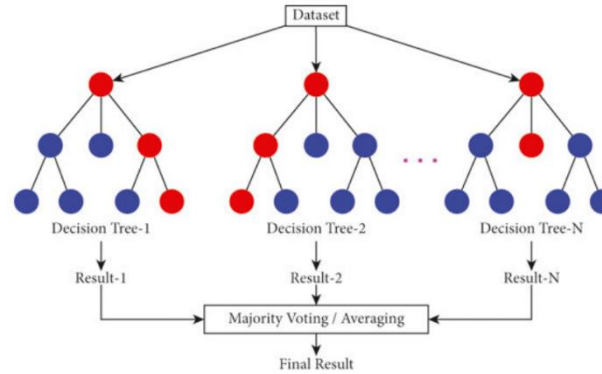 Dataset
Decision Tree-1 Decision Tree-2 Decision Tree-N
Result-1 Result-2 Result-N
Majority Voting / Averaging
Final Result